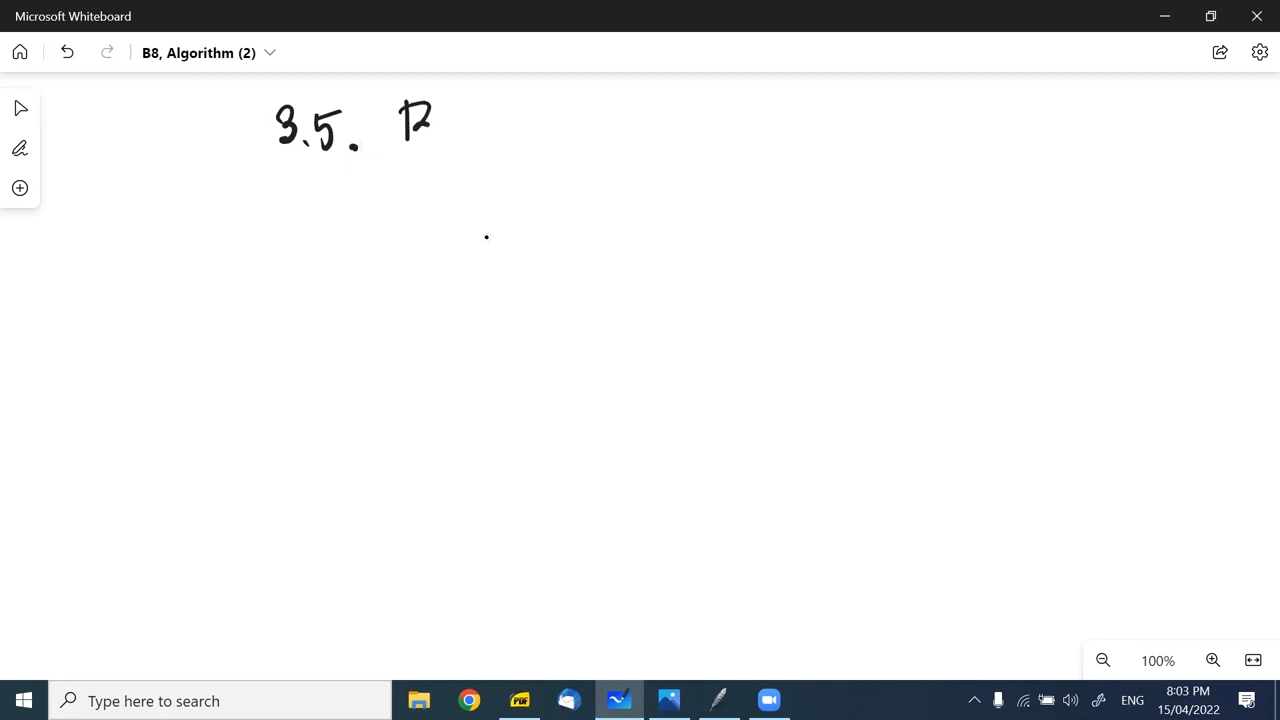 Microsoft Whiteboard
B8, Algorithm (2)
3.5. R
100%
Type here to search
PDF
ENG
8:03 PM
15/04/2022